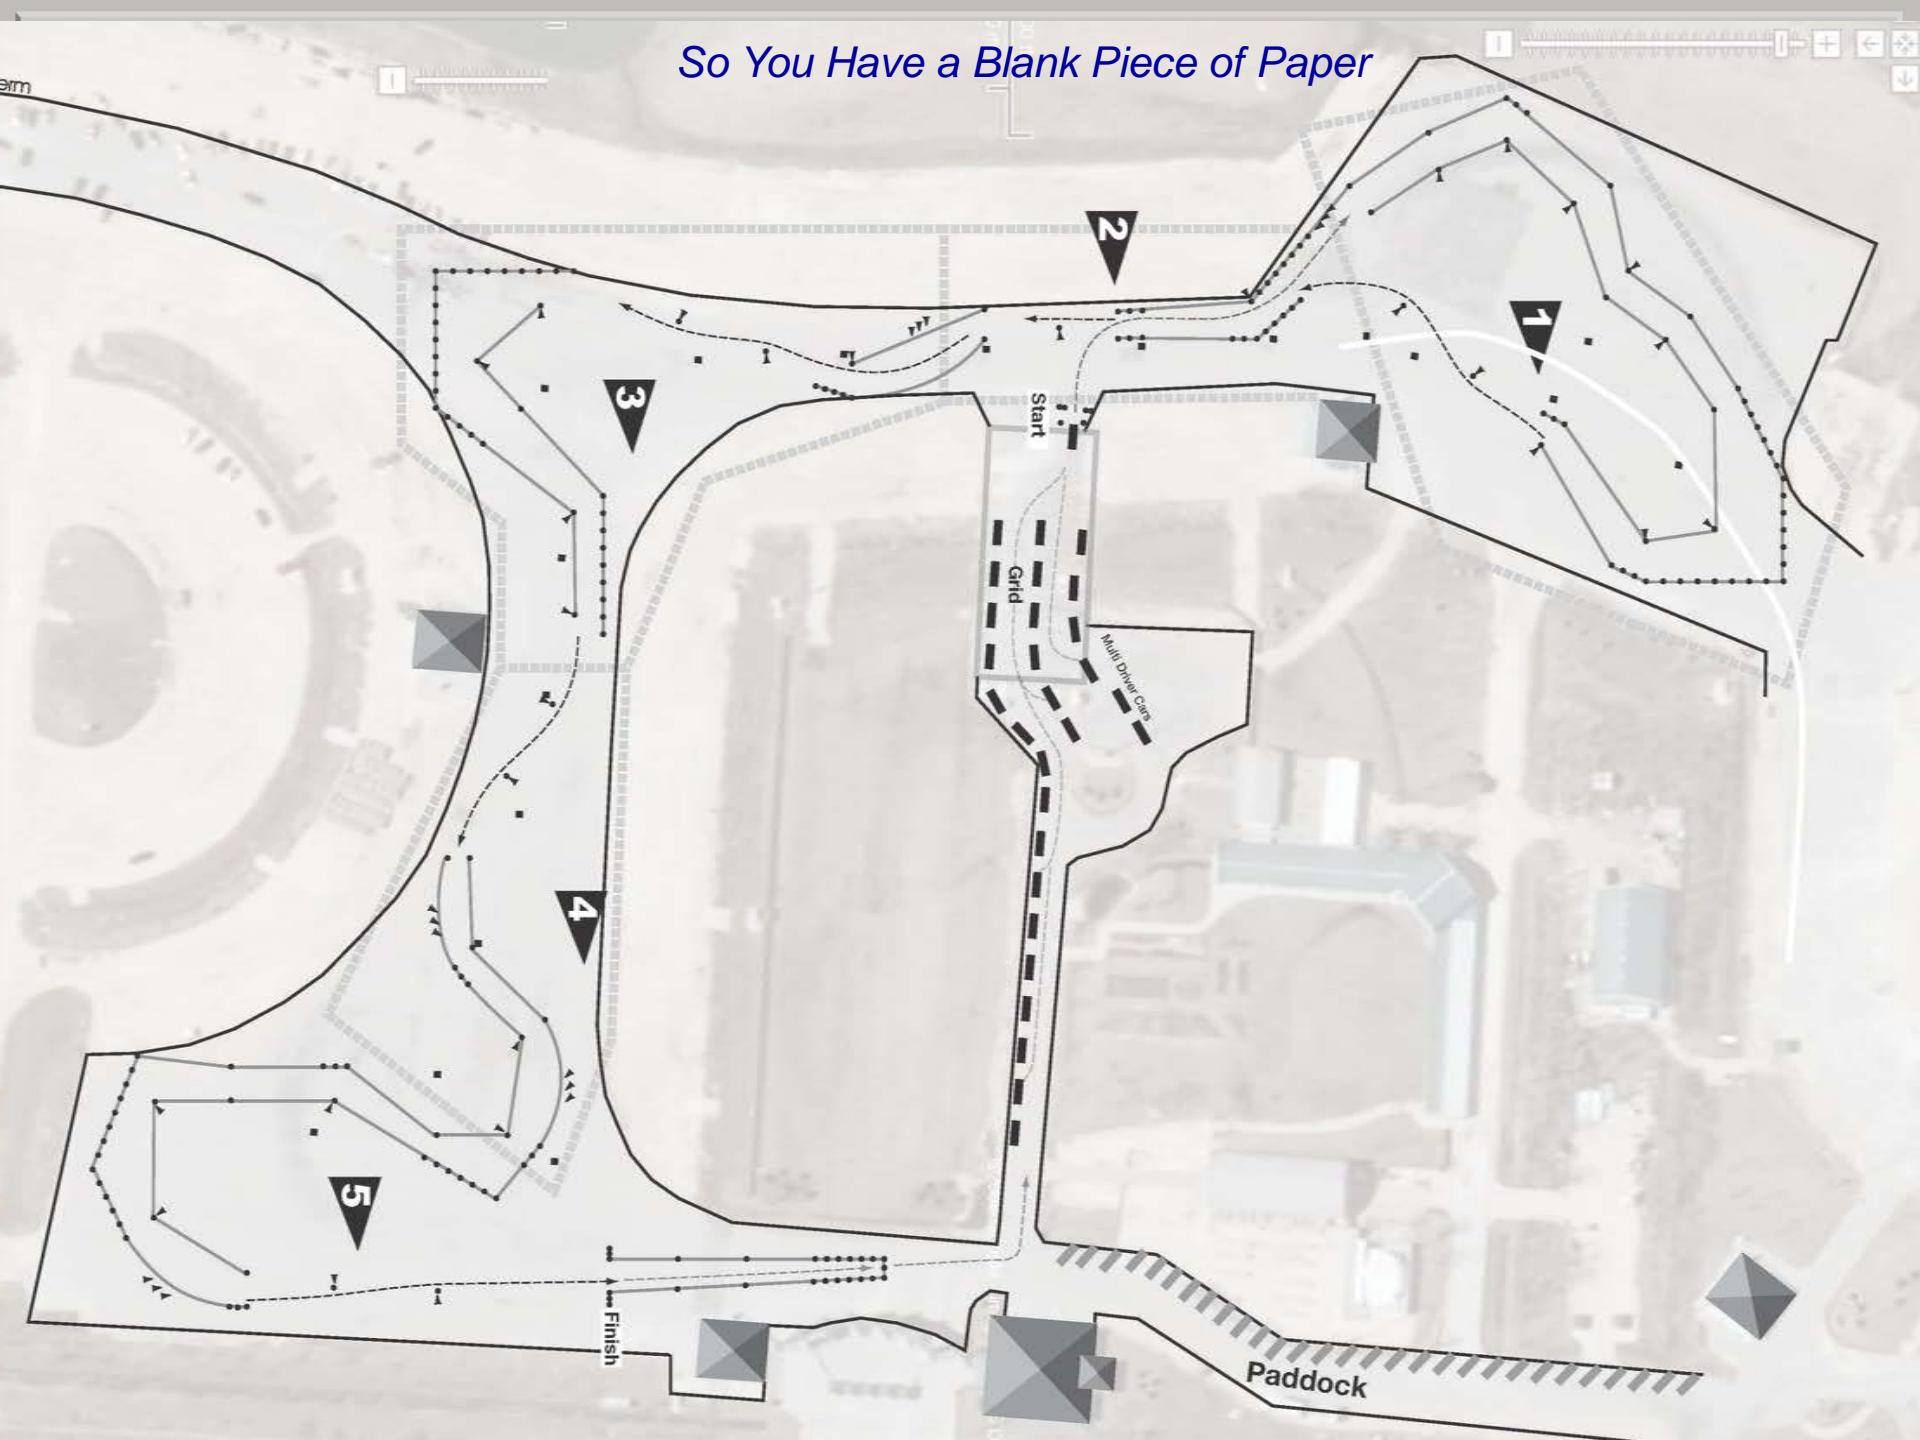 So You Have a Blank Piece of Paper
2
1
3
Start
Grid
Multi Driver Cars
4
5
Finish
Paddock